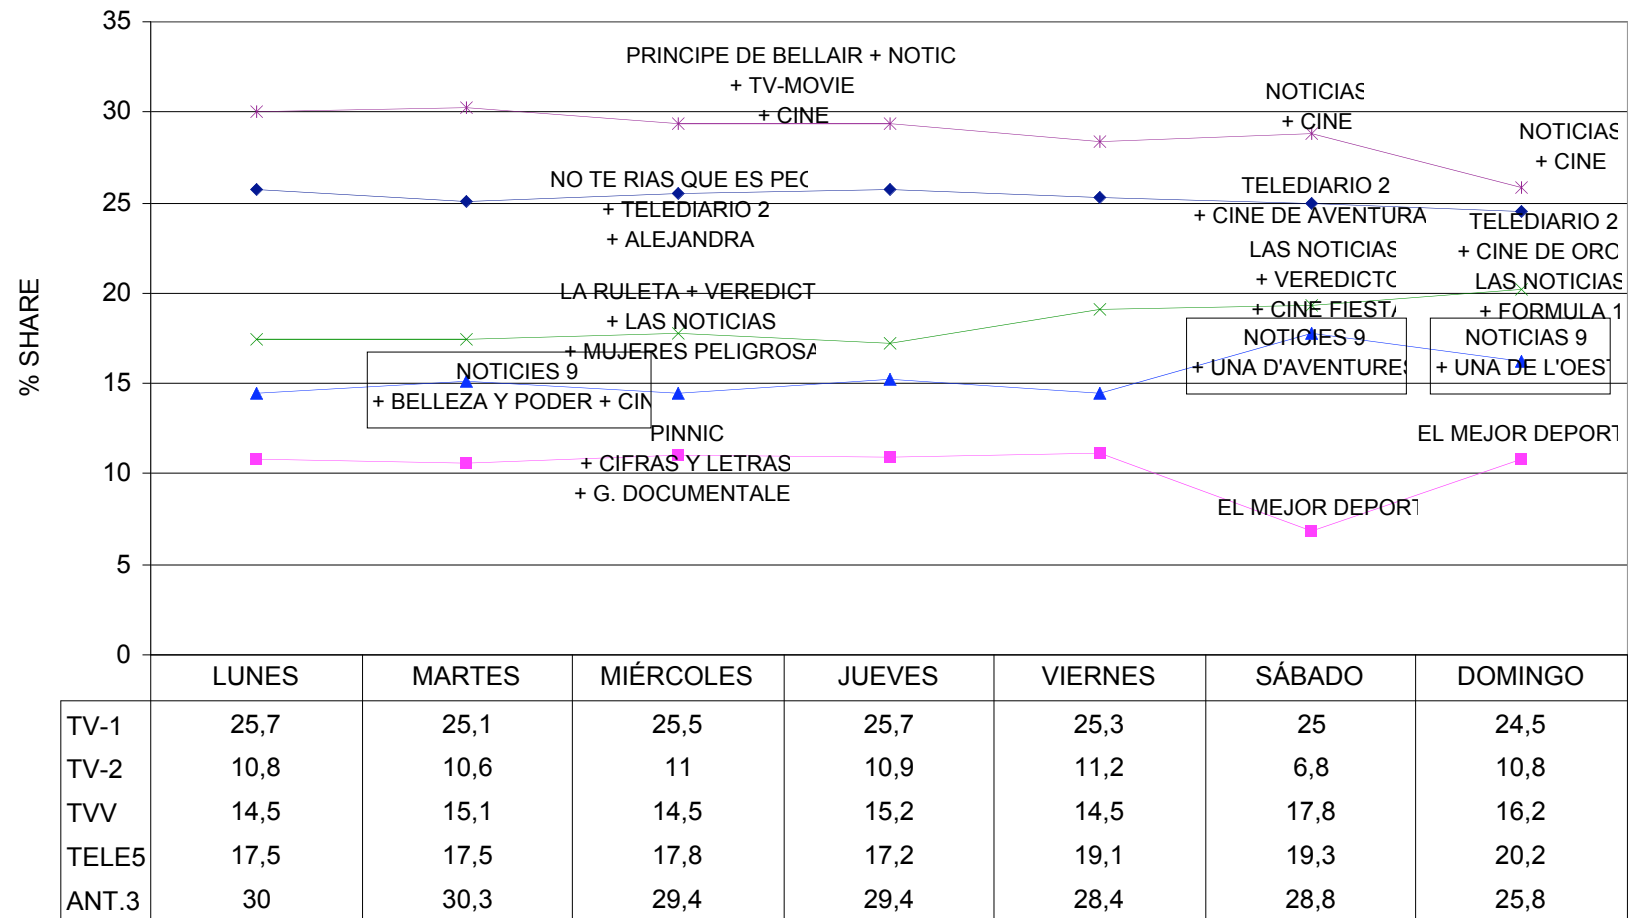 35
PRINCIPE DE BELLAIR + NOTIC
+ TV-MOVIE
+ CINE
NOTICIAS
+ CINE
NOTICIAS
+ CINE
30
NO TE RIAS QUE ES PEC
+ TELEDIARIO 2
+ ALEJANDRA
TELEDIARIO 2
+ CINE DE AVENTURA
TELEDIARIO 2
+ CINE DE ORO
25
LA RULETA + VEREDICT
+ LAS NOTICIAS
+ MUJERES PELIGROSA
LAS NOTICIAS
+ VEREDICTO
+ CINE FIESTA
LAS NOTICIAS
+ FORMULA 1
20
NOTICIES 9
+ BELLEZA Y PODER + CIN
NOTICIES 9
+ UNA D'AVENTURES
NOTICIAS 9
+ UNA DE L'OEST
15
PINNIC
+ CIFRAS Y LETRAS
+ G. DOCUMENTALE
EL MEJOR DEPORT
EL MEJOR DEPORT
10
5
0
% SHARE
LUNES MARTES MIÉRCOLES JUEVES VIERNES SÁBADO DOMINGO
TV-1 25,7 25,1 25,5 25,7 25,3 25 24,5
TV-2 10,8 10,6 11 10,9 11,2 6,8 10,8
TVV 14,5 15,1 14,5 15,2 14,5 17,8 16,2
TELE5 17,5 17,5 17,8 17,2 19,1 19,3 20,2
ANT.3 30 30,3 29,4 29,4 28,4 28,8 25,8